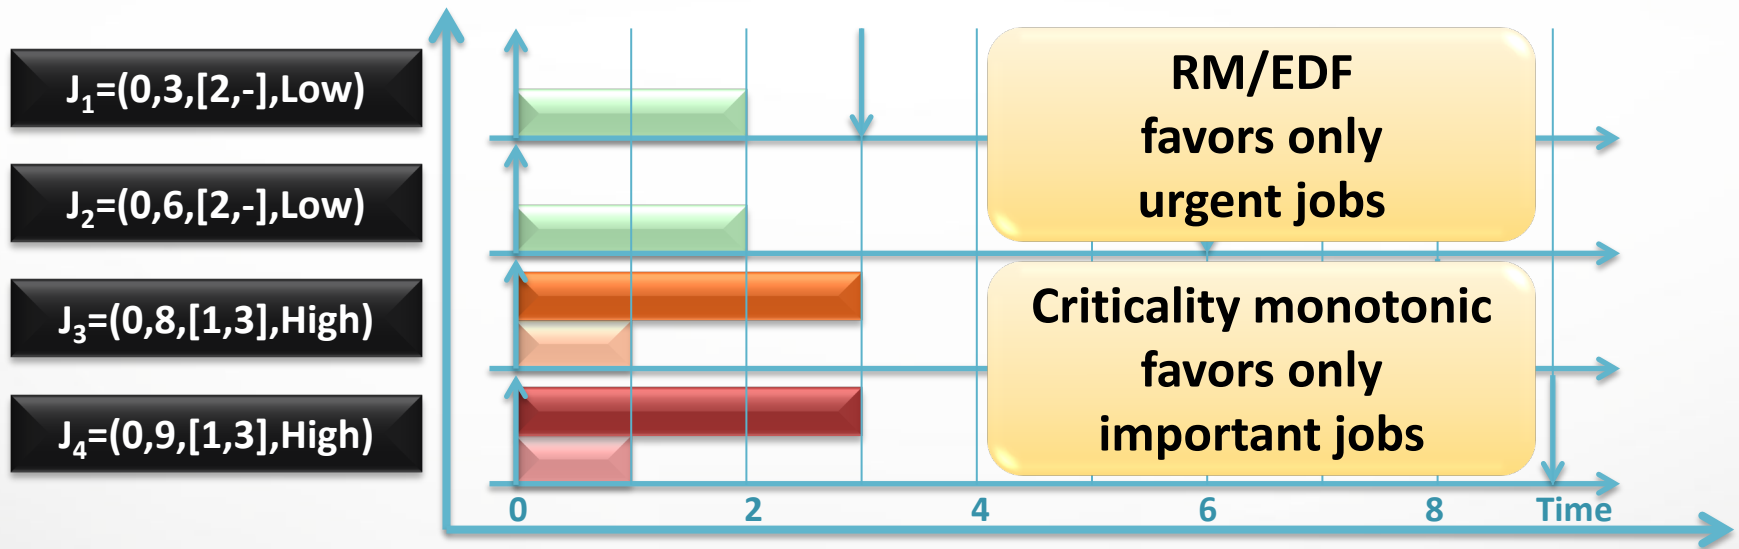 J1=(0,3,[2,-],Low)
J2=(0,6,[2,-],Low)
J3=(0,8,[1,3],High)
J4=(0,9,[1,3],High)
RM/EDF
favors only
urgent jobs
Criticality monotonic
favors only
important jobs
0 2 4 6 8 Time